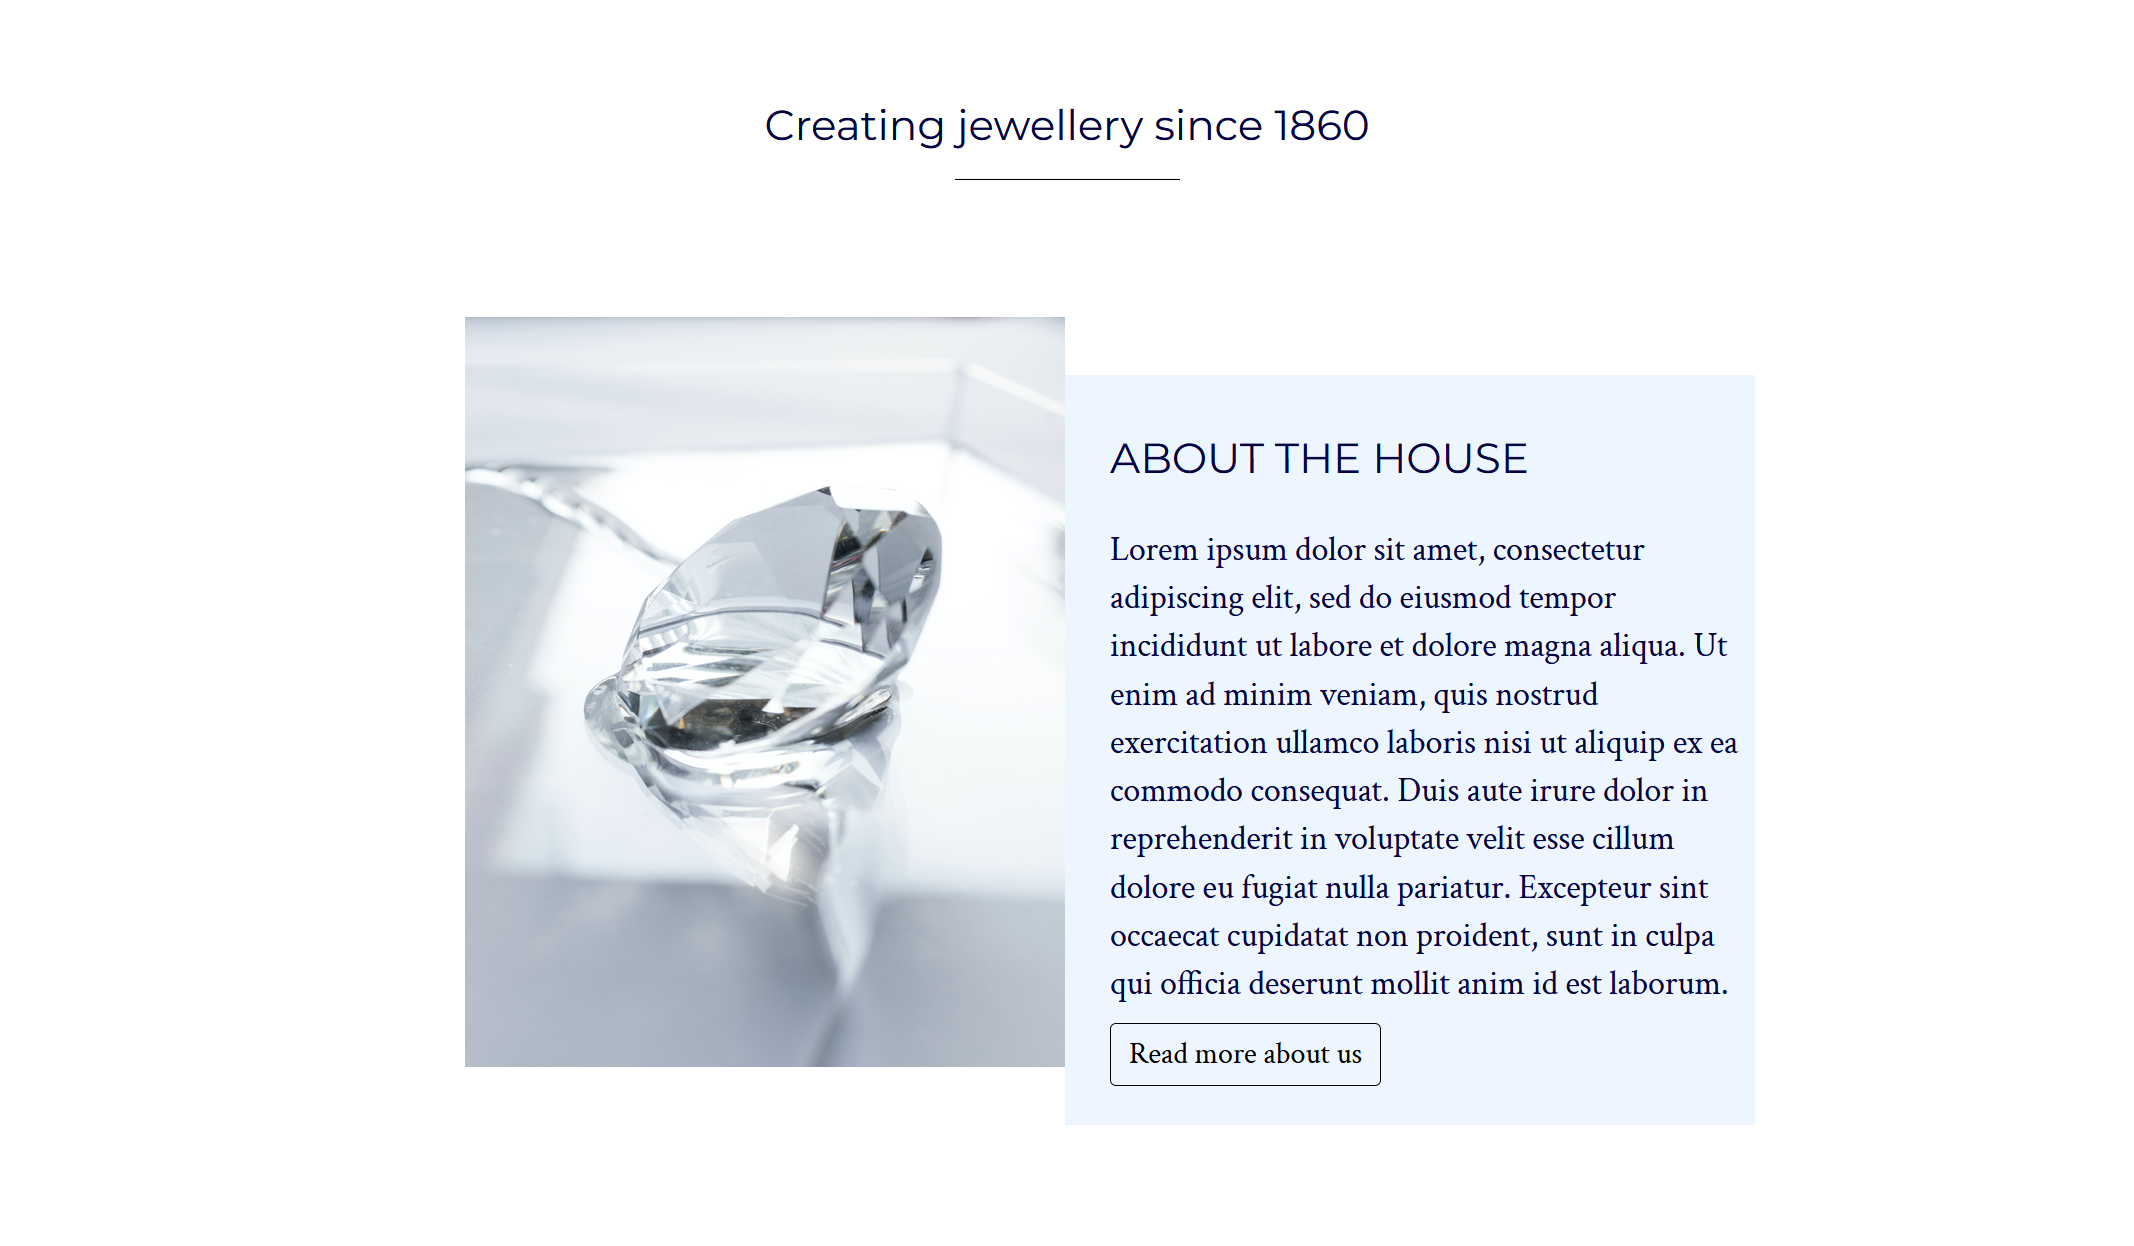 Creating jewellery since 1860
ABOUT THE HOUSE
Lorem ipsum dolor sit amet, consectetur
adipiscing elit, sed do eiusmod tempor
incididunt ut labore et dolore magna aliqua. Ut
enim ad minim veniam, quis nostrud
exercitation ullamco laboris nisi ut aliquip ex ea
commodo consequat. Duis aute irure dolor in
reprehenderit in voluptate velit esse cillum
dolore eu fugiat nulla pariatur. Excepteur sint
occaecat cupidatat non proident, sunt in culpa
qui officia deserunt mollit anim id est laborum.
Read more about us